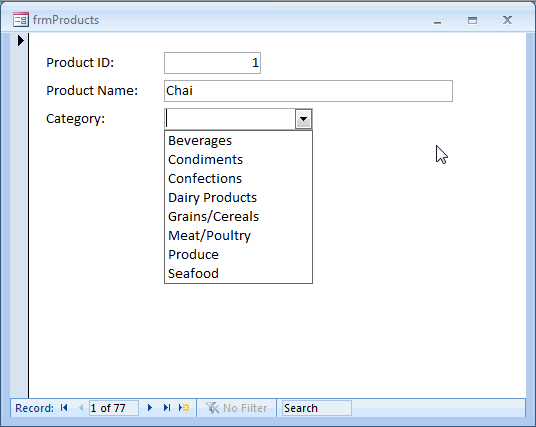 frmProducts
Product ID: 1
Product Name: Chai
Category:
Beverages
Condiments
Confections
Dairy Products
Grains/Cereals
Meat/Poultry
Produce
Seafood
Record: 1 of 77 No Filter Search